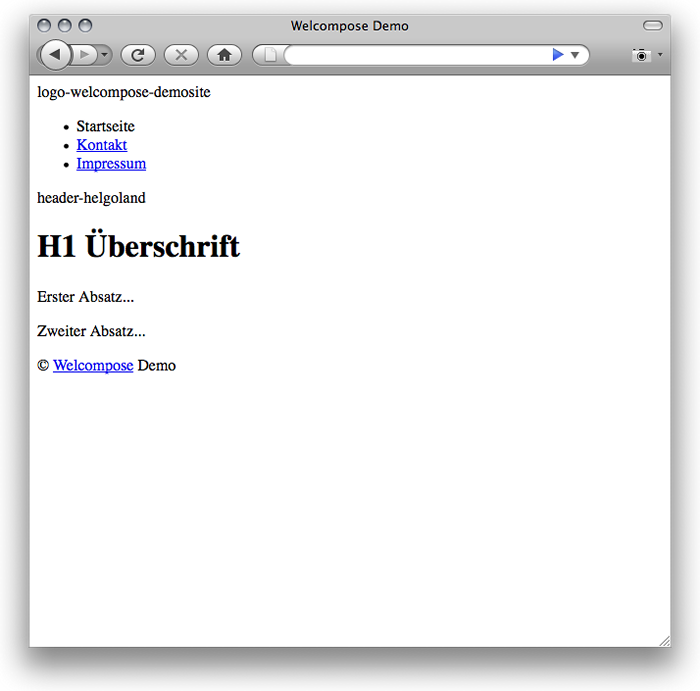 Welcompose Demo
logo-welcompose-demosite
• Startseite
• Kontakt
• Impressum
header-helgoland
H1 Überschrift
Erster Absatz...
Zweiter Absatz...
© Welcompose Demo